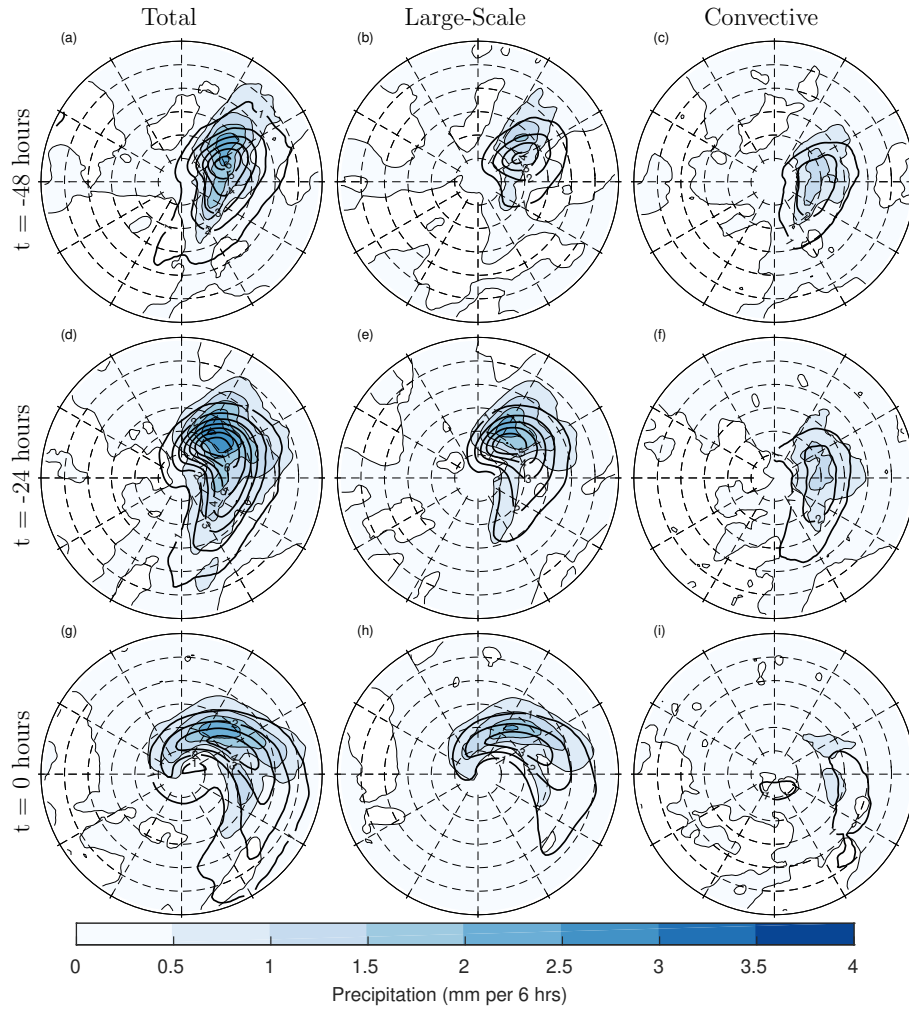 Total Large-Scale Convective
(a) (b) (c)
t = -48 hours
(d) (e) (f)
t = -24 hours
(g) (h) (i)
t = 0 hours
0 0.5 1 1.5 2 2.5 3 3.5 4
Precipitation (mm per 6 hrs)